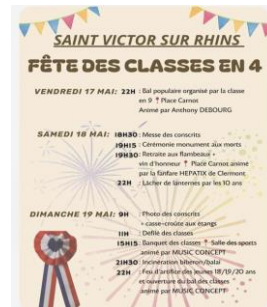 SAINT VICTOR SUR RHINS
FÊTE DES CLASSES EN 4
VENDREDI 17 MAI: 22H : Bal populaire organisé par la classe
en 9 📍 Place Carnot
Animé par Anthony DEBOURG
SAMEDI 18 MAI: 18H30 : Messe des conscrits
19H15 : Cérémonie monument aux morts
19H30 : Retraite aux flambeaux +
vin d'honneur 📍 Place Carnot animé
par la fanfare HEPATIX de Clermont
22H : Lâcher de lanternes par les 10 ans
DIMANCHE 19 MAI: 9H : Photo des conscrits
+ casse-croûte aux étangs
11H : Défilé des classes
15H15 : Banquet des classes 📍 Salle des sports
animé par MUSIC CONCEPT
21H30 : Incinération biberon/balai
22H : Feu d'artifice des jeunes 18/19/20 ans
et ouverture du bal des classes
animé par MUSIC CONCEPT